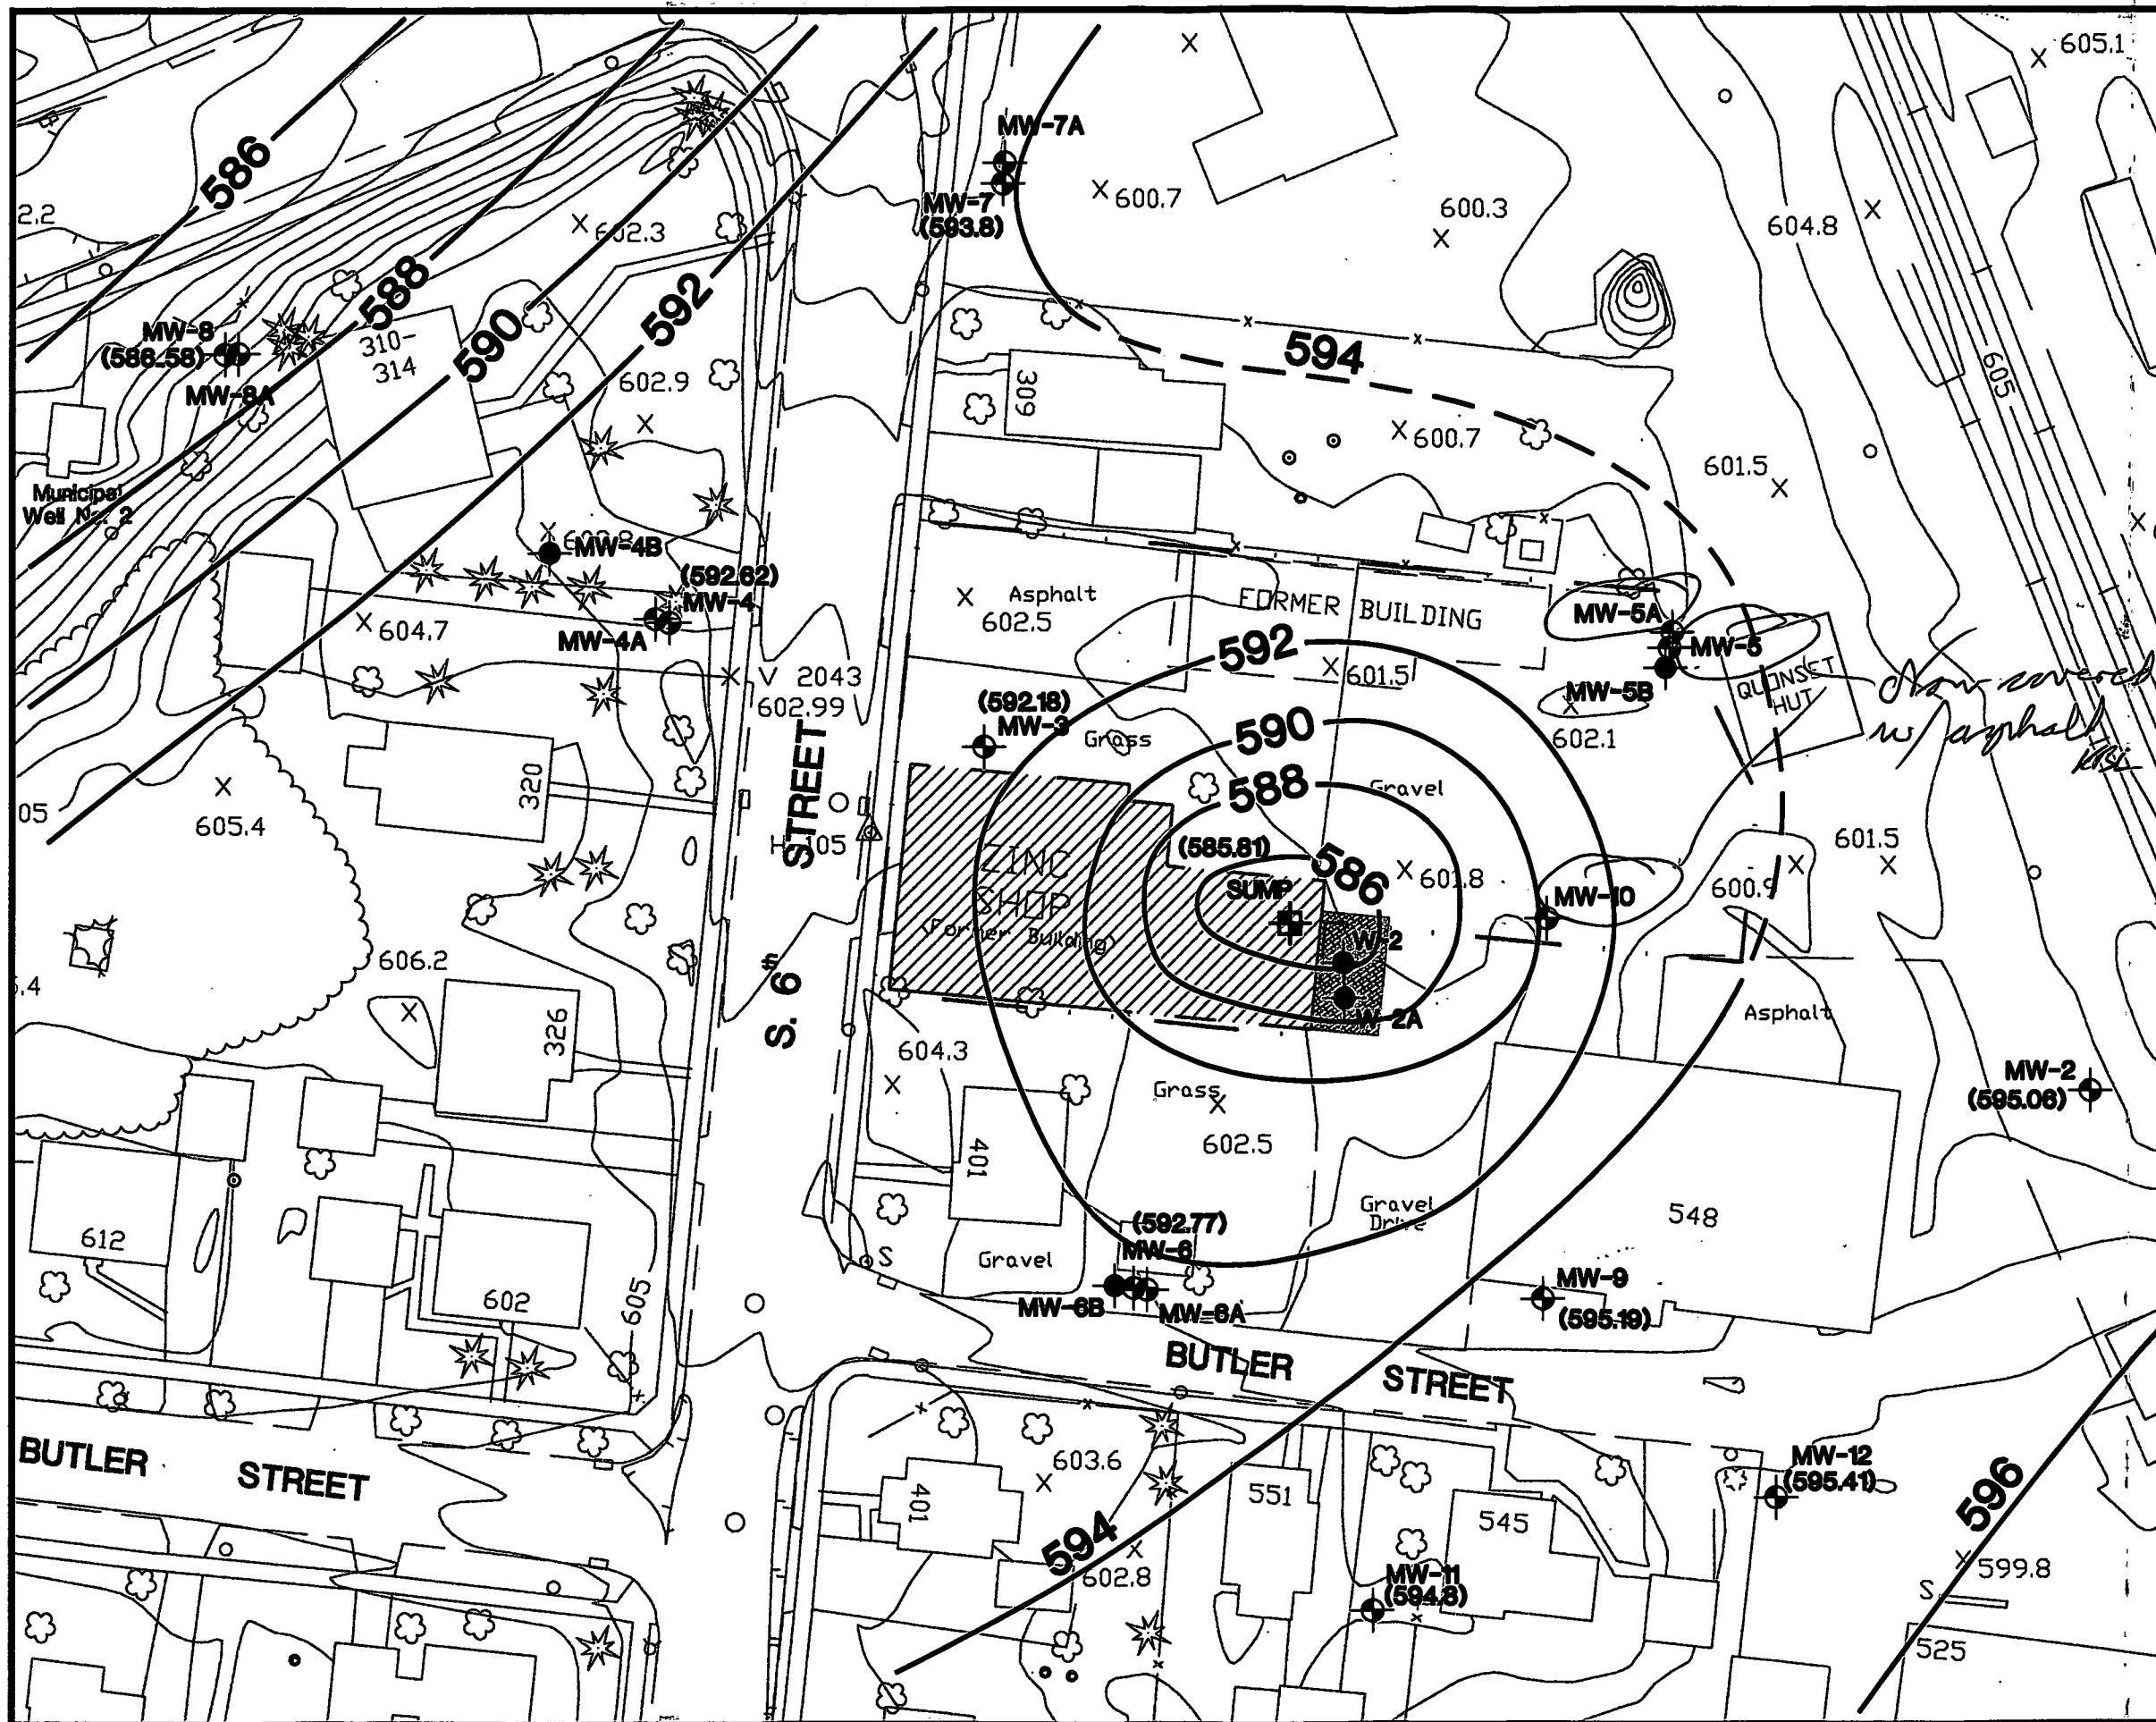 605.1
586
MW-7A
2.2
602.3
MW-7
(593.8)
600.7
600.3
604.8
588
592
MW-8
(586.58)
MW-8A
310-
314
590
602.9
309
594
600.7
605
601.5
Municipal
Well No. 2
MW-4B
(592.62)
MW-4
MW-4A
604.7
Asphalt
602.5
FORMER BUILDING
MW-5A
MW-5
MW-5B
592
601.5
QUONSET
HUT
Now covered
w/ asphalt
V 2043
602.99
(592.18)
MW-3
Grass
590
602.1
320
STREET
588
Gravel
05
605.4
105
ZINC
SHOP
(Former Building)
(585.81)
SUMP
586
601.8
MW-10
600.9
601.5
W-2
W-2A
606.2
.4
S. 6th
326
604.3
Asphalt
MW-2
(595.06)
Grass
602.5
401
612
602
605
S
Gravel
(592.77)
MW-6
MW-6B
MW-6A
Gravel
Drive
548
MW-9
(595.19)
BUTLER STREET
BUTLER STREET
401
603.6
594
602.8
551
545
MW-11
(594.8)
MW-12
(595.41)
596
599.8
S
525